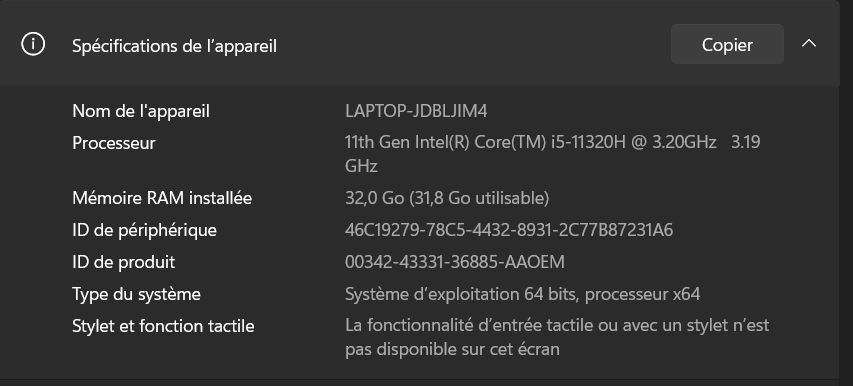 Spécifications de l'appareil
Copier
Nom de l'appareil LAPTOP-JDBLJIM4
Processeur 11th Gen Intel(R) Core(TM) i5-11320H @ 3.20GHz 3.19
GHz
Mémoire RAM installée 32,0 Go (31,8 Go utilisable)
ID de périphérique 46C19279-78C5-4432-8931-2C77B87231A6
ID de produit 00342-43331-36885-AAOEM
Type du système Système d'exploitation 64 bits, processeur x64
Stylet et fonction tactile La fonctionnalité d'entrée tactile ou avec un stylet n'est
pas disponible sur cet écran